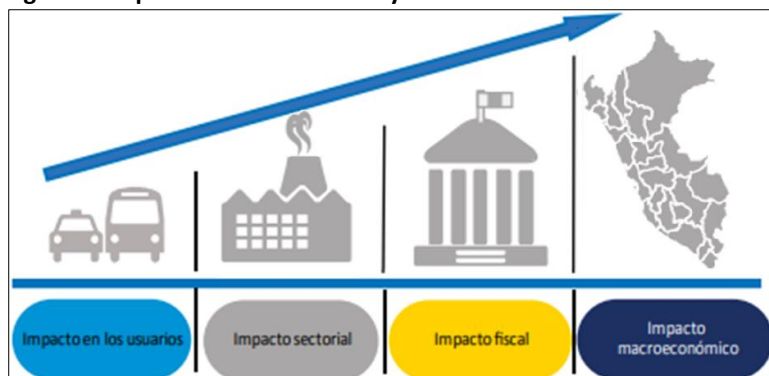 Impacto en los usuarios
Impacto sectorial
Impacto fiscal
Impacto
macroeconómico